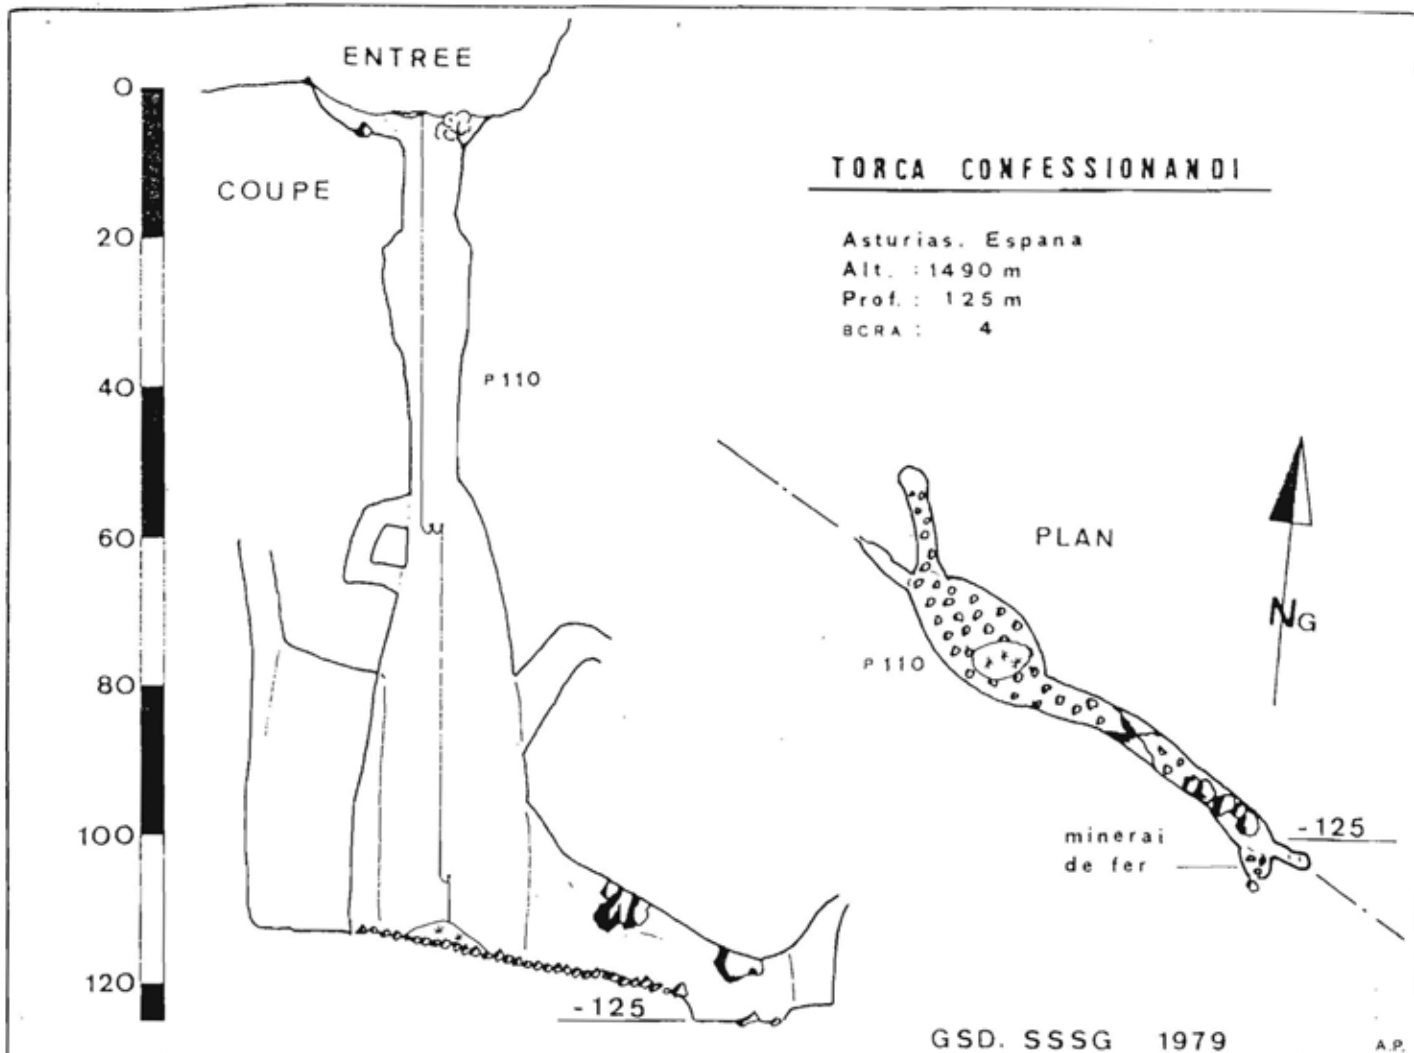 ENTREE
COUPE
0
20
40
60
80
100
120
P 110
-125
TORCA CONFESSIONANDI
Asturias. Espana
Alt. : 1490 m
Prof. : 125 m
BCRA : 4
PLAN
NG
P 110
minerai
de fer
-125
GSD. SSSG 1979
A.P.